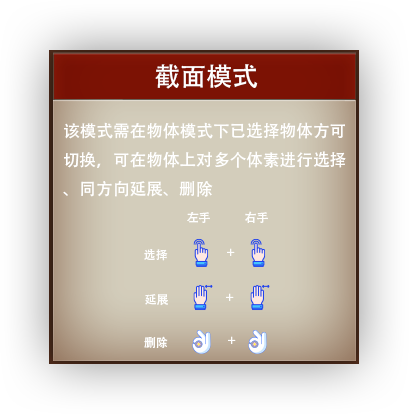 截面模式
该模式需在物体模式下已选择物体方可
切换，可在物体上对多个体素进行选择
、同方向延展、删除
左手 右手
选择 +
延展 +
删除 +